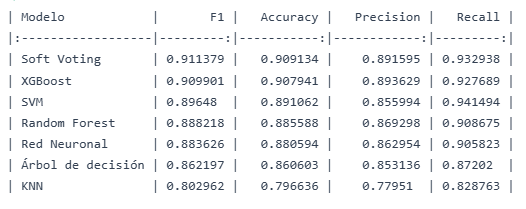 | Modelo            |       F1 |   Accuracy |   Precision |   Recall |
|:------------------|---------:|-----------:|------------:|---------:|
| Soft Voting       | 0.911379 |   0.909134 |    0.891595 | 0.932938 |
| XGBoost           | 0.909901 |   0.907941 |    0.893629 | 0.927689 |
| SVM               | 0.89648  |   0.891062 |    0.855994 | 0.941494 |
| Random Forest     | 0.888218 |   0.885588 |    0.869298 | 0.908675 |
| Red Neuronal      | 0.883626 |   0.880594 |    0.862954 | 0.905823 |
| Árbol de decisión | 0.862197 |   0.860603 |    0.853136 | 0.87202  |
| KNN               | 0.802962 |   0.796636 |    0.77951  | 0.828763 |